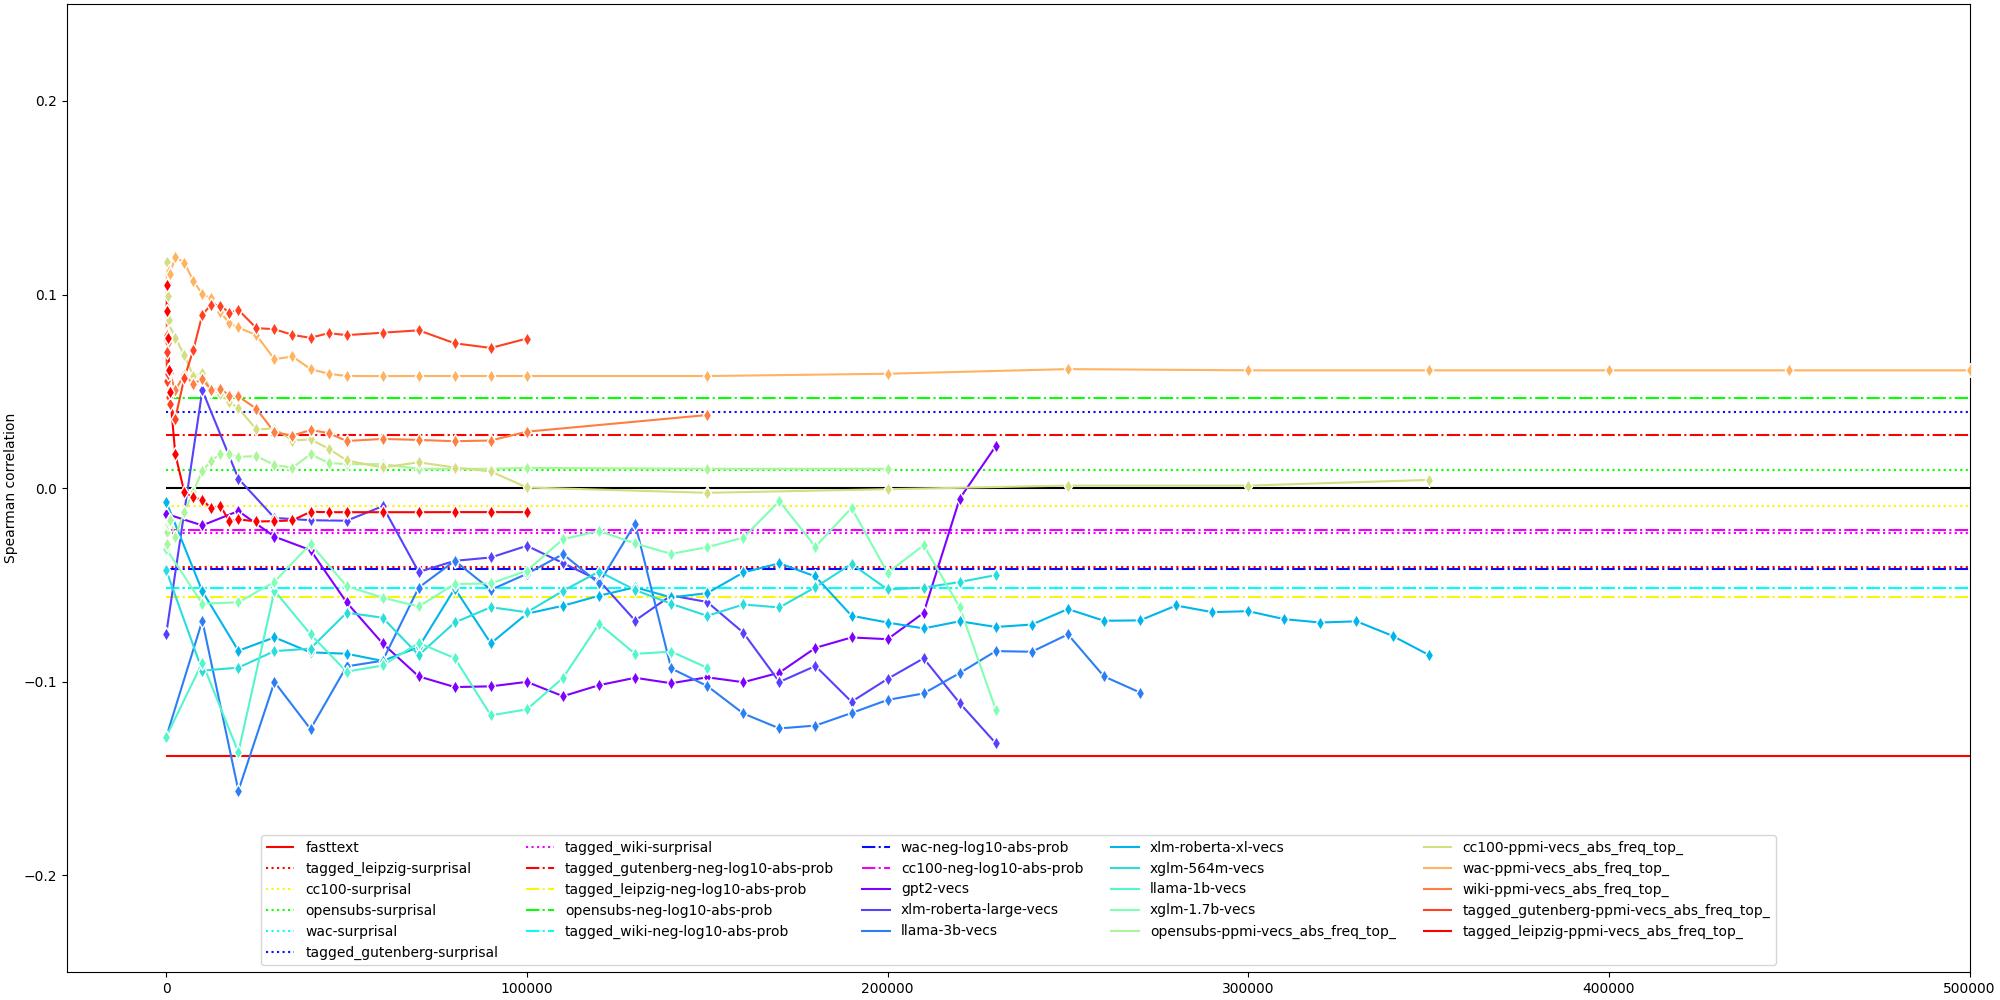 0.2
0.1
0.0
−0.1
−0.2
Spearman correlation
0
100000
200000
300000
400000
500000
fasttext
tagged_leipzig-surprisal
cc100-surprisal
opensubs-surprisal
wac-surprisal
tagged_gutenberg-surprisal
tagged_wiki-surprisal
tagged_gutenberg-neg-log10-abs-prob
tagged_leipzig-neg-log10-abs-prob
opensubs-neg-log10-abs-prob
tagged_wiki-neg-log10-abs-prob
wac-neg-log10-abs-prob
cc100-neg-log10-abs-prob
gpt2-vecs
xlm-roberta-large-vecs
llama-3b-vecs
xlm-roberta-xl-vecs
xglm-564m-vecs
llama-1b-vecs
xglm-1.7b-vecs
opensubs-ppmi-vecs_abs_freq_top_
cc100-ppmi-vecs_abs_freq_top_
wac-ppmi-vecs_abs_freq_top_
wiki-ppmi-vecs_abs_freq_top_
tagged_gutenberg-ppmi-vecs_abs_freq_top_
tagged_leipzig-ppmi-vecs_abs_freq_top_